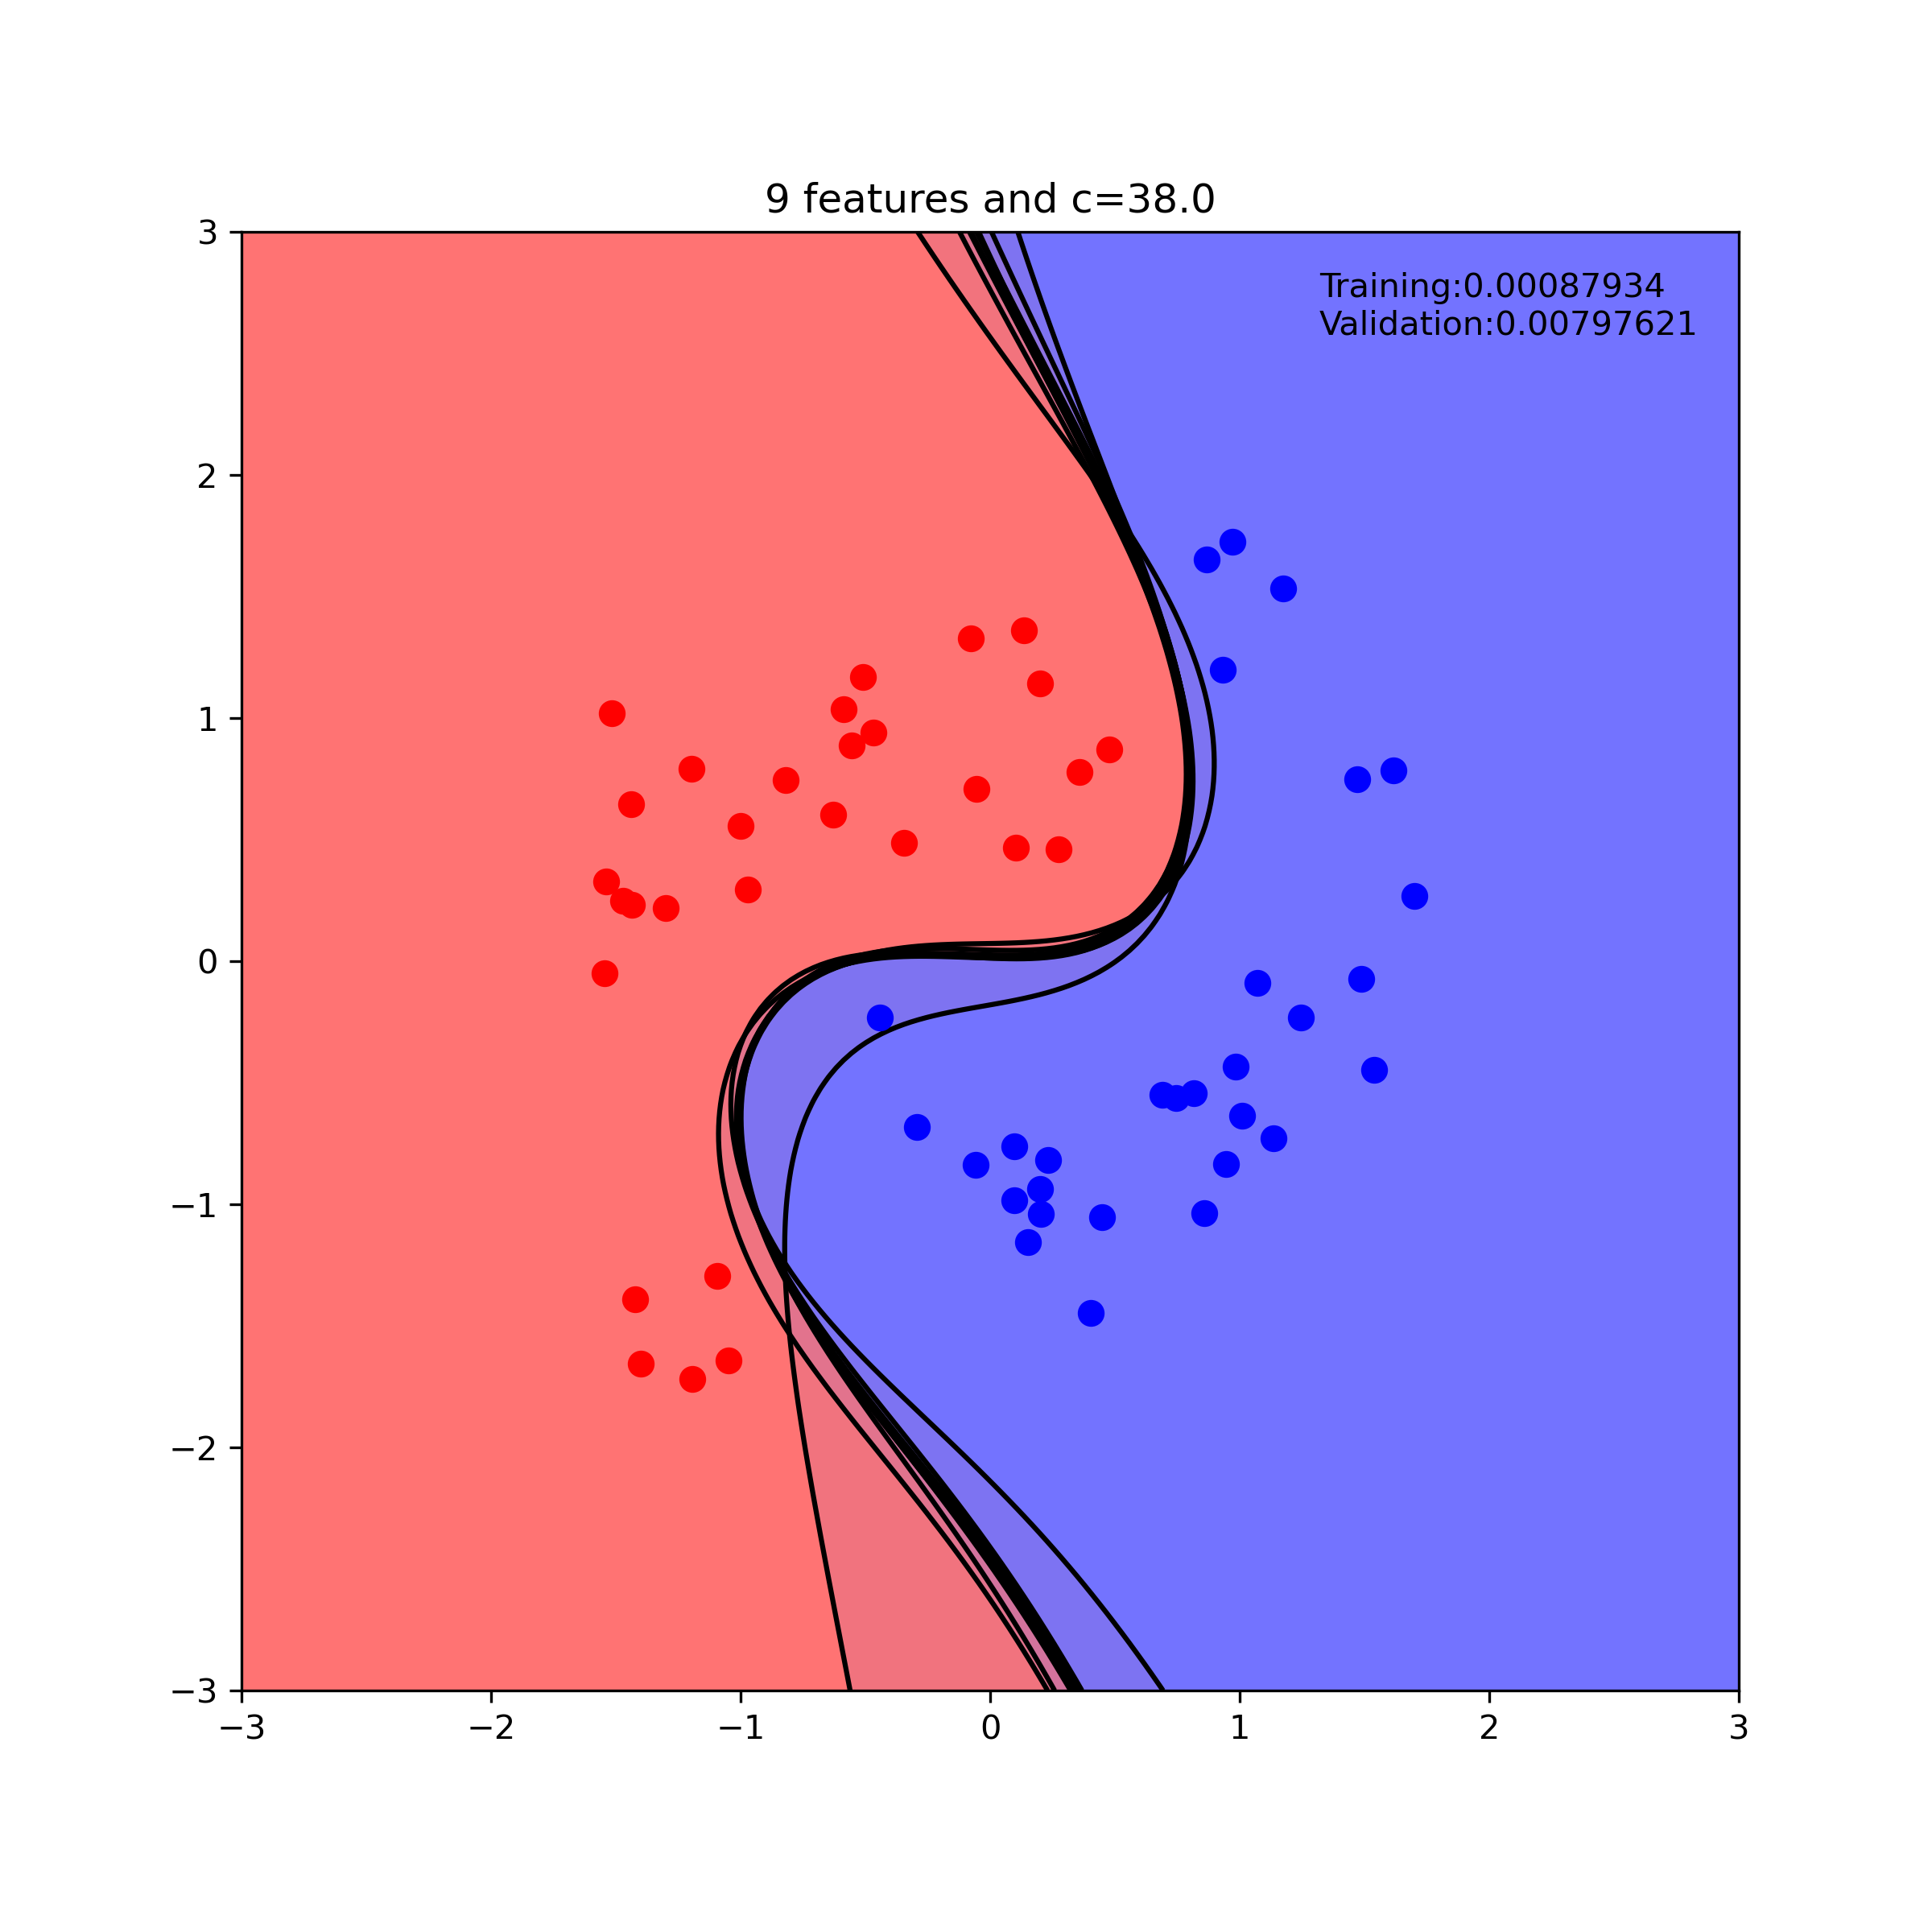 9 features and c=38.0
Training:0.00087934
Validation:0.00797621
3
2
1
0
−1
−2
−3
−3 −2 −1 0 1 2 3